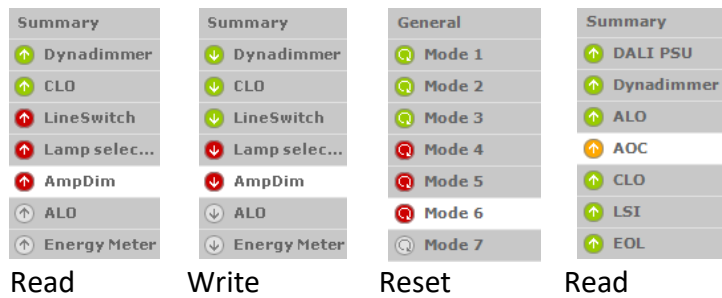 Summary
Dynadimmer
CLO
LineSwitch
Lamp selec...
AmpDim
ALO
Energy Meter
Read
Summary
Dynadimmer
CLO
LineSwitch
Lamp selec...
AmpDim
ALO
Energy Meter
Write
General
Mode 1
Mode 2
Mode 3
Mode 4
Mode 5
Mode 6
Mode 7
Reset
Summary
DALI PSU
Dynadimmer
ALO
AOC
CLO
LSI
EOL
Read